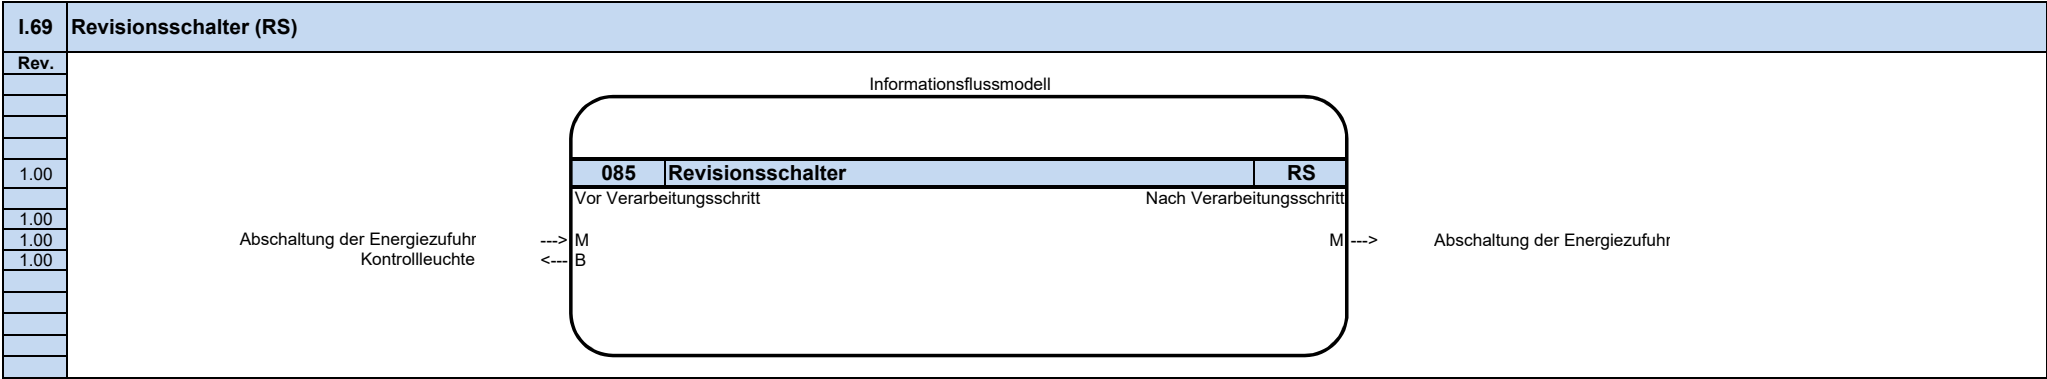 I.69 Revisionsschalter (RS)
Rev.
Informationsflussmodell
1.00 085 Revisionsschalter RS
Vor Verarbeitungsschritt Nach Verarbeitungsschritt
1.00
1.00 Abschaltung der Energiezufuhr ---> M M ---> Abschaltung der Energiezufuhr
1.00 Kontrollleuchte <--- B